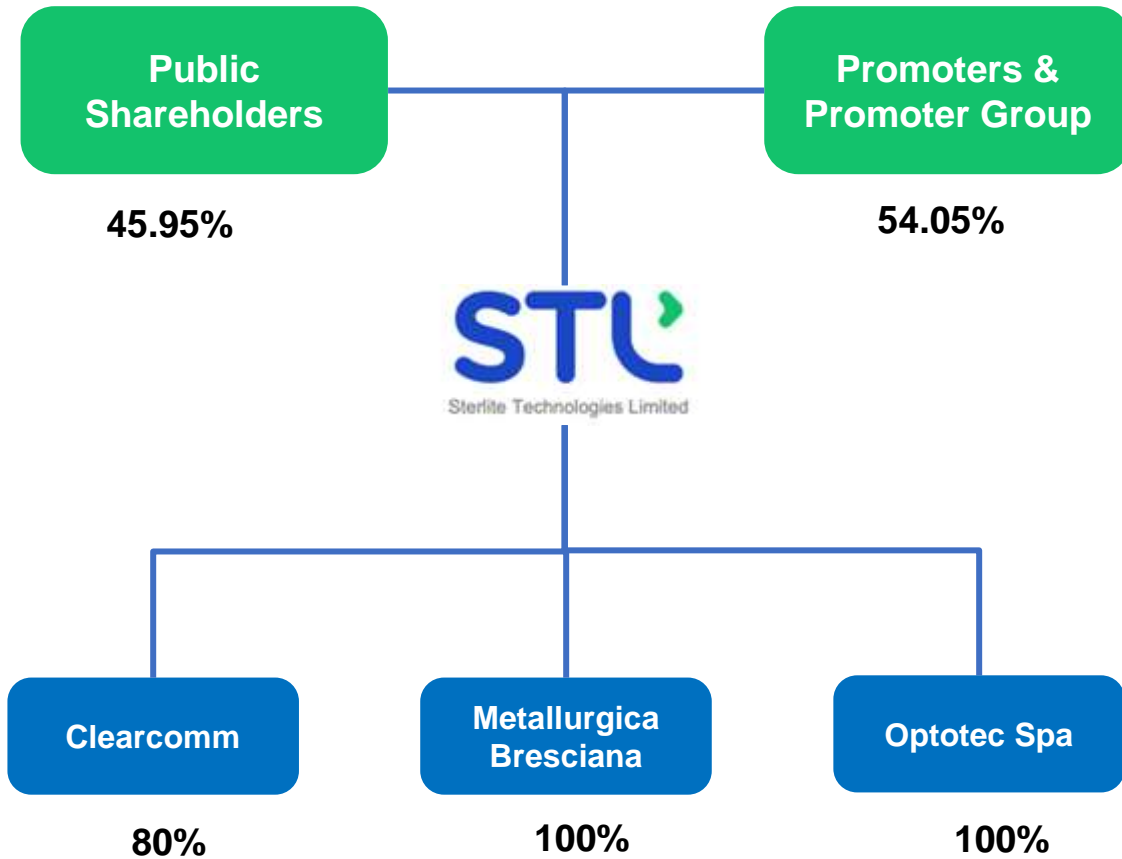 Public
Shareholders
Promoters &
Promoter Group
45.95%
54.05%
STL
Sterlite Technologies Limited
Clearcomm
Metallurgica
Bresciana
Optotec Spa
80%
100%
100%